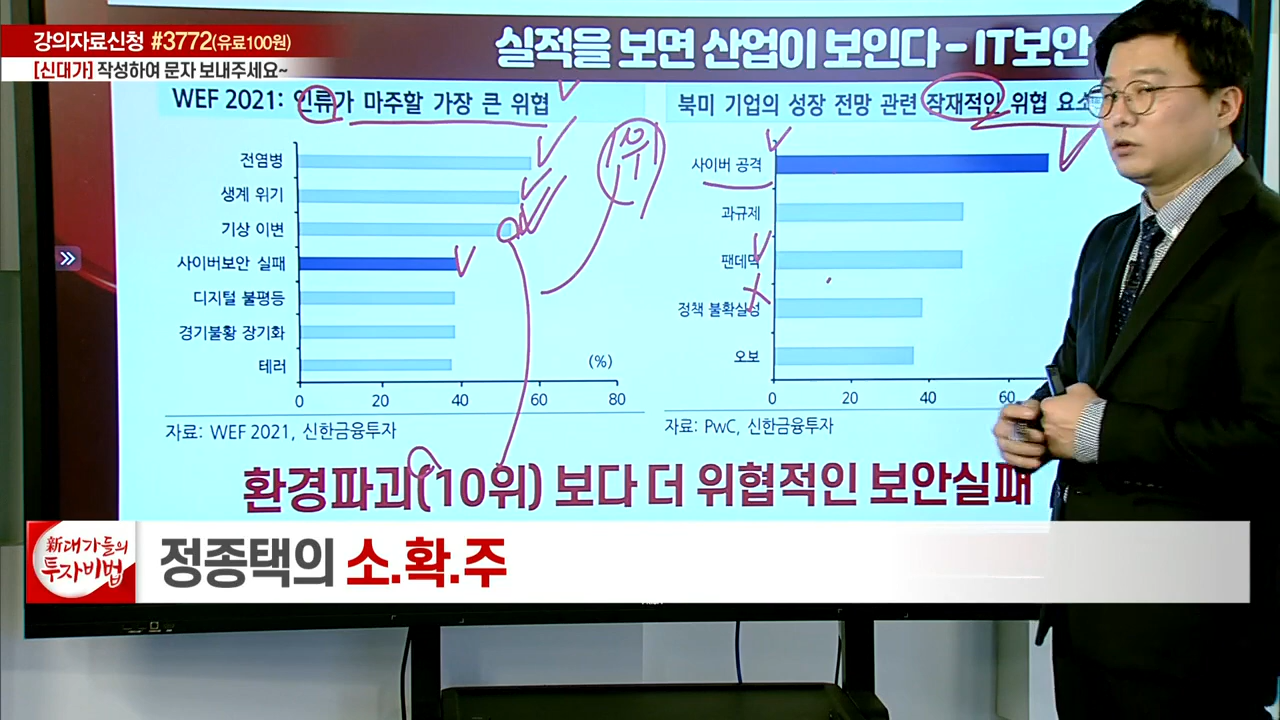 강의자료신청 #3772(유료100원)
[신대가] 작성하여 문자 보내주세요~
실적을 보면 산업이 보인다 - IT보안
WEF 2021: 인류가 마주할 가장 큰 위협
전염병
생계 위기
기상 이변
사이버보안 실패
디지털 불평등
경기불황 장기화
테러
(%)
0 20 40 60 80
자료: WEF 2021, 신한금융투자
10위
북미 기업의 성장 전망 관련 잠재적인 위협 요소
사이버 공격
과규제
팬데믹
정책 불확실성
오보
0 20 40 60
자료: PwC, 신한금융투자
환경파괴(10위) 보다 더 위협적인 보안실패
新대가들의
투자비법
정종택의 소.확.주